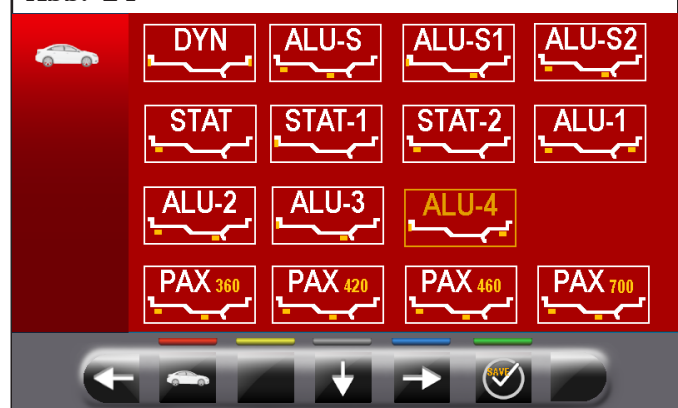 DYN ALU-S ALU-S1 ALU-S2
STAT STAT-1 STAT-2 ALU-1
ALU-2 ALU-3 ALU-4
PAX 360 PAX 420 PAX 460 PAX 700
SAVE